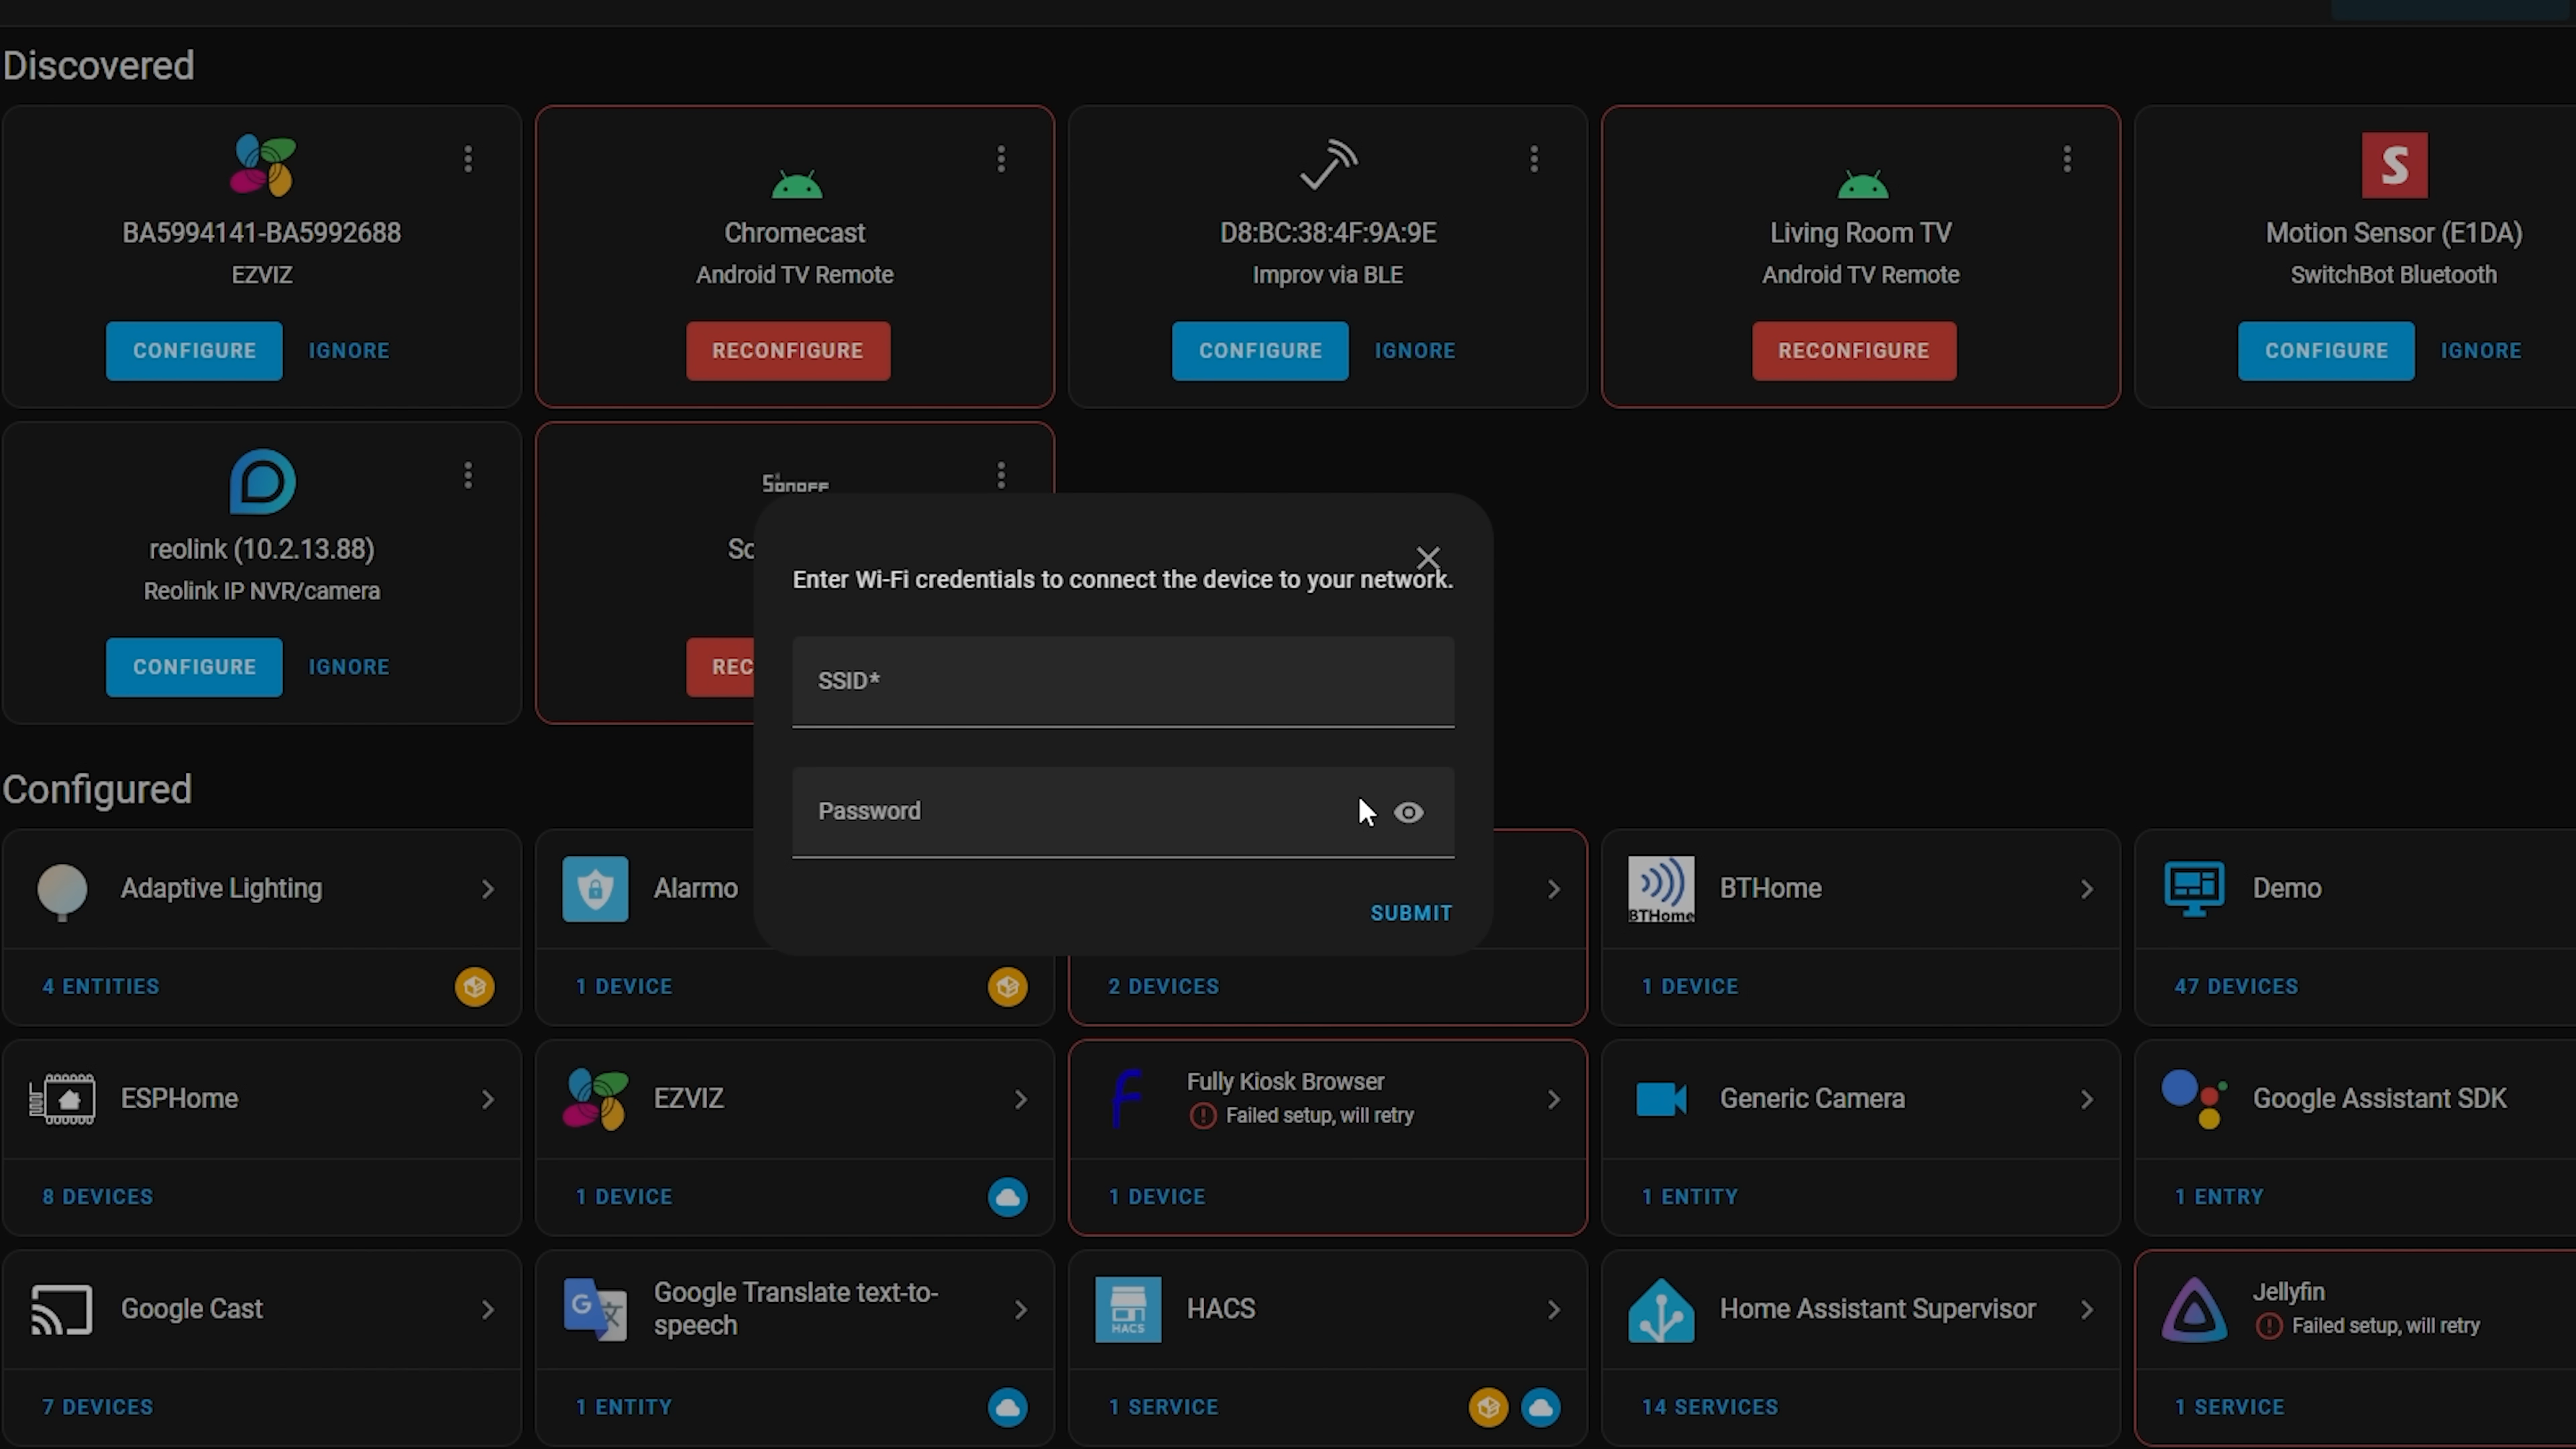 Discovered
BA5994141-BA5992688
EZVIZ
CONFIGURE IGNORE
Chromecast
Android TV Remote
RECONFIGURE
D8:BC:38:4F:9A:9E
Improv via BLE
CONFIGURE IGNORE
Living Room TV
Android TV Remote
RECONFIGURE
S
Motion Sensor (E1DA)
SwitchBot Bluetooth
CONFIGURE IGNORE
reolink (10.2.13.88)
Reolink IP NVR/camera
CONFIGURE IGNORE
SONOFF
So
REC
Enter Wi-Fi credentials to connect the device to your network.
SSID*
Password
SUBMIT
Configured
Adaptive Lighting
4 ENTITIES
Alarmo
1 DEVICE
2 DEVICES
BTHome
BTHome
1 DEVICE
Demo
47 DEVICES
ESPHome
8 DEVICES
EZVIZ
1 DEVICE
Fully Kiosk Browser
Failed setup, will retry
1 DEVICE
Generic Camera
1 ENTITY
Google Assistant SDK
1 ENTRY
Google Cast
7 DEVICES
G
Google Translate text-to-
speech
1 ENTITY
HACS
HACS
1 SERVICE
Home Assistant Supervisor
14 SERVICES
Jellyfin
Failed setup, will retry
1 SERVICE